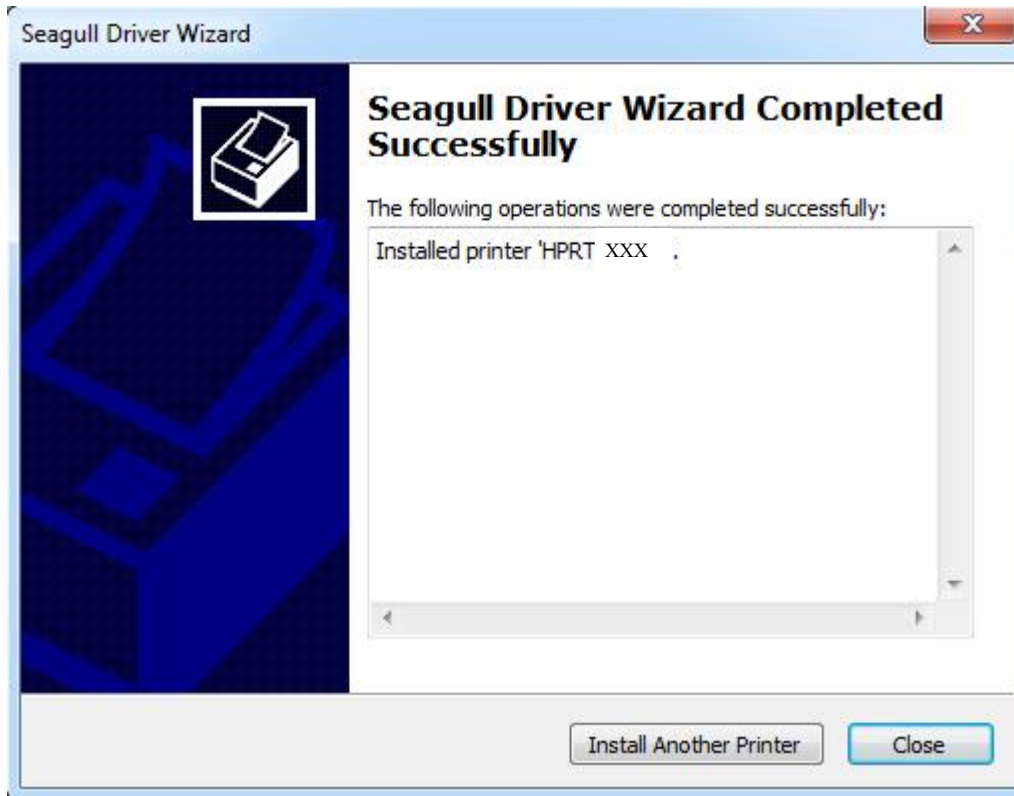 Seagull Driver Wizard
Seagull Driver Wizard Completed
Successfully
The following operations were completed successfully:
Installed printer 'HPRT XXX .
Install Another Printer
Close